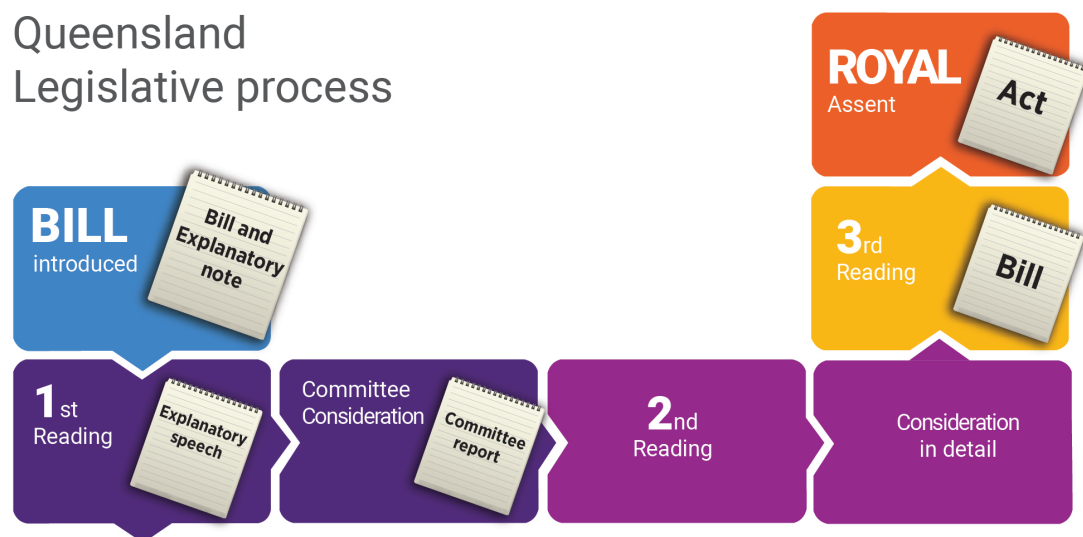 Queensland
Legislative process
BILL
introduced
Bill and
Explanatory
note
1st
Reading
Explanatory
speech
Committee
Consideration
Committee
report
2nd
Reading
Consideration
in detail
3rd
Reading
Bill
ROYAL
Assent
Act